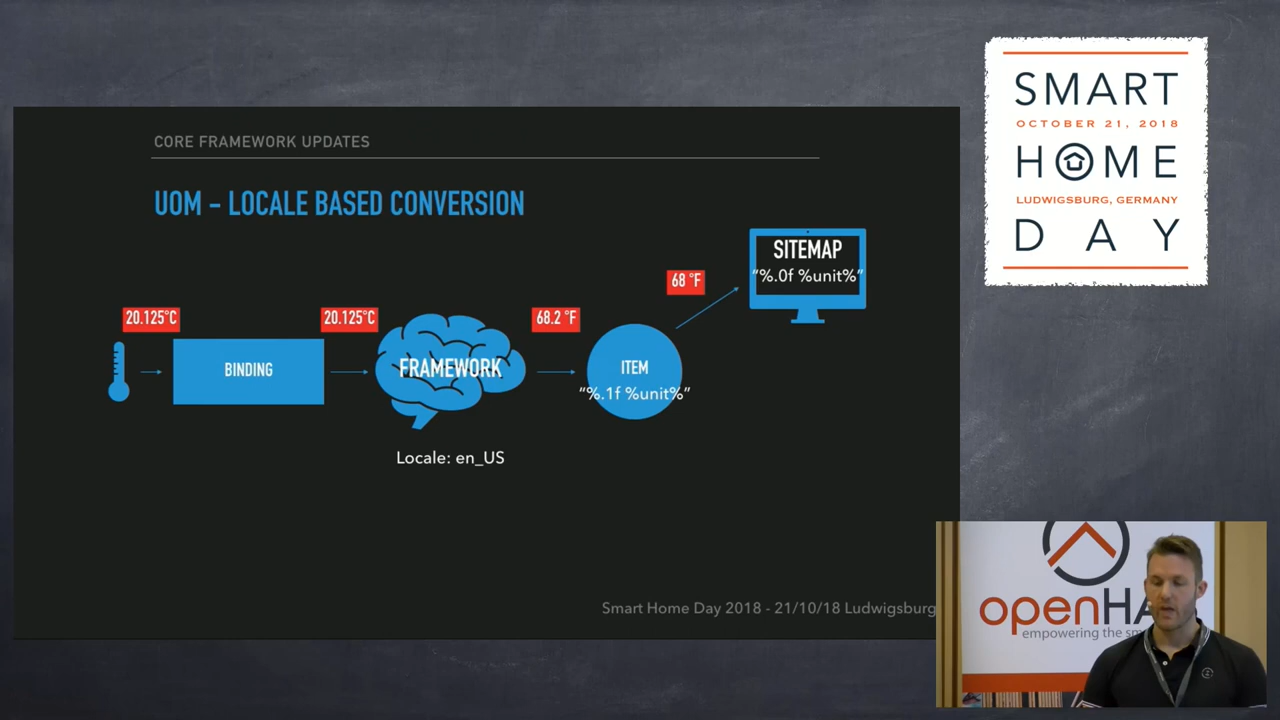 CORE FRAMEWORK UPDATES
UOM - LOCALE BASED CONVERSION
20.125°C
BINDING
20.125°C
FRAMEWORK
Locale: en_US
68.2 °F
ITEM
“%.1f %unit%”
68 °F
SITEMAP
“%.0f %unit%”
Smart Home Day 2018 - 21/10/18 Ludwigsburg
SMART
OCTOBER 21, 2018
HOME
LUDWIGSBURG, GERMANY
DAY
openHA
empowering the sm